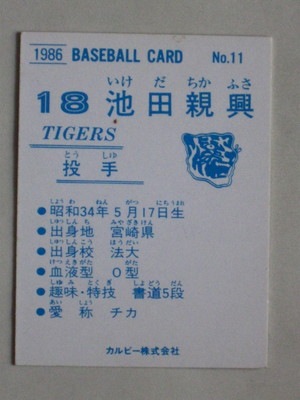 1986 BASEBALL CARD No.11
いけ だ ちか ふさ
18 池田親興
TIGERS
とう しゅ
投手
しょう わ ねん がつ にちうまれ
●昭和34年5月17日生
しゅっしん ち みやざきけん
●出身地 宮崎県
しゅっしんこう ほうだい
●出身校 法大
けつえきがた がた
●血液型 O型
しゅ み とく ぎ しょどう だん
●趣味・特技 書道5段
あい しょう
●愛称 チカ
カルビー株式会社